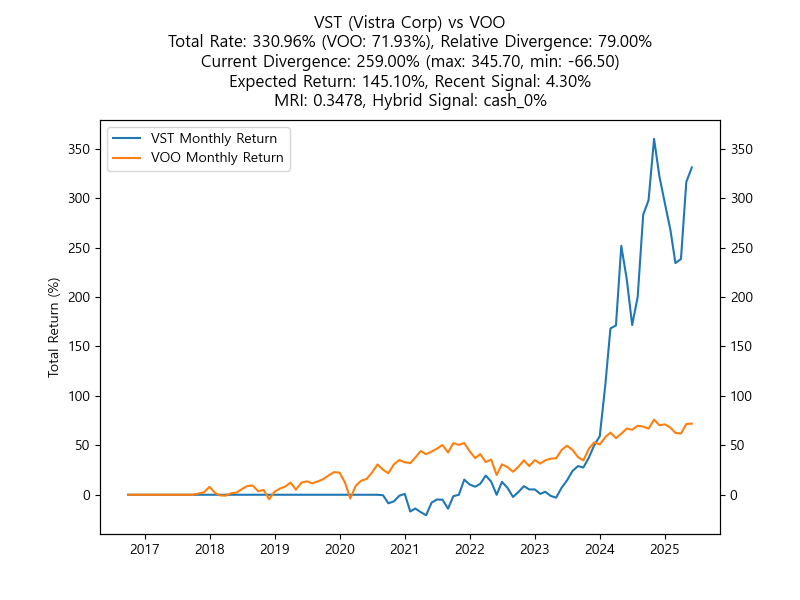 VST (Vistra Corp) vs VOO
Total Rate: 330.96% (VOO: 71.93%), Relative Divergence: 79.00%
Current Divergence: 259.00% (max: 345.70, min: -66.50)
Expected Return: 145.10%, Recent Signal: 4.30%
MRI: 0.3478, Hybrid Signal: cash_0%
VST Monthly Return
VOO Monthly Return
350 350
300 300
250 250
200 200
150 150
100 100
50 50
0 0
Total Return (%)
2017 2018 2019 2020 2021 2022 2023 2024 2025